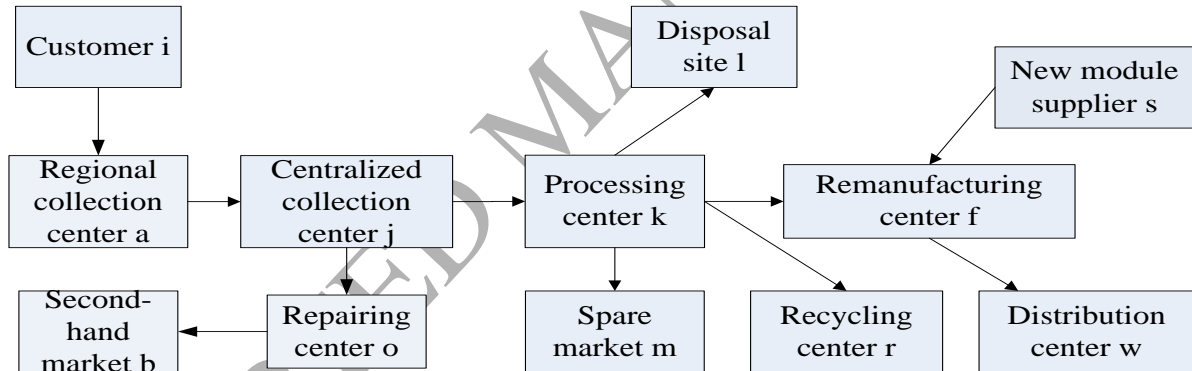 Customer i
Disposal
site l
New module
supplier s
Regional
collection
center a
Centralized
collection
center j
Processing
center k
Remanufacturing
center f
Second-
hand
market b
Repairing
center o
Spare
market m
Recycling
center r
Distribution
center w